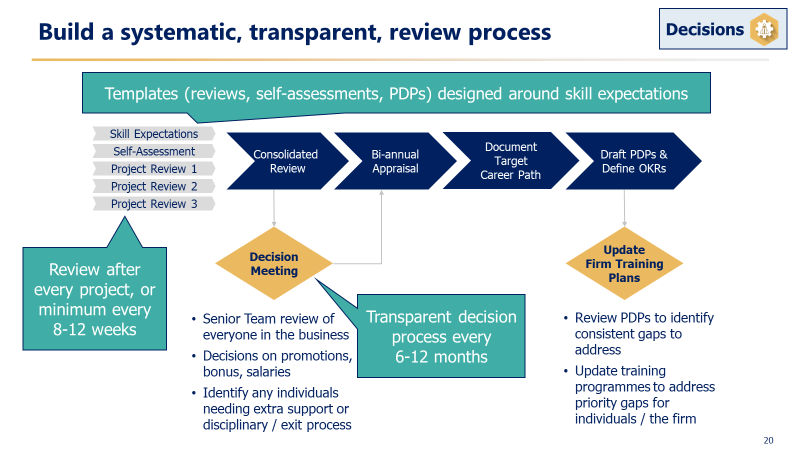 Build a systematic, transparent, review process
Decisions
Templates (reviews, self-assessments, PDPs) designed around skill expectations
Skill Expectations
Self-Assessment
Project Review 1
Project Review 2
Project Review 3
Consolidated
Review
Bi-annual
Appraisal
Document
Target
Career Path
Draft PDPs &
Define OKRs
Review after
every project, or
minimum every
8-12 weeks
Decision
Meeting
Transparent decision
process every
6-12 months
Update
Firm Training
Plans
• Senior Team review of
everyone in the business
• Decisions on promotions,
bonus, salaries
• Identify any individuals
needing extra support or
disciplinary / exit process
• Review PDPs to identify
consistent gaps to
address
• Update training
programmes to address
priority gaps for
individuals / the firm
20